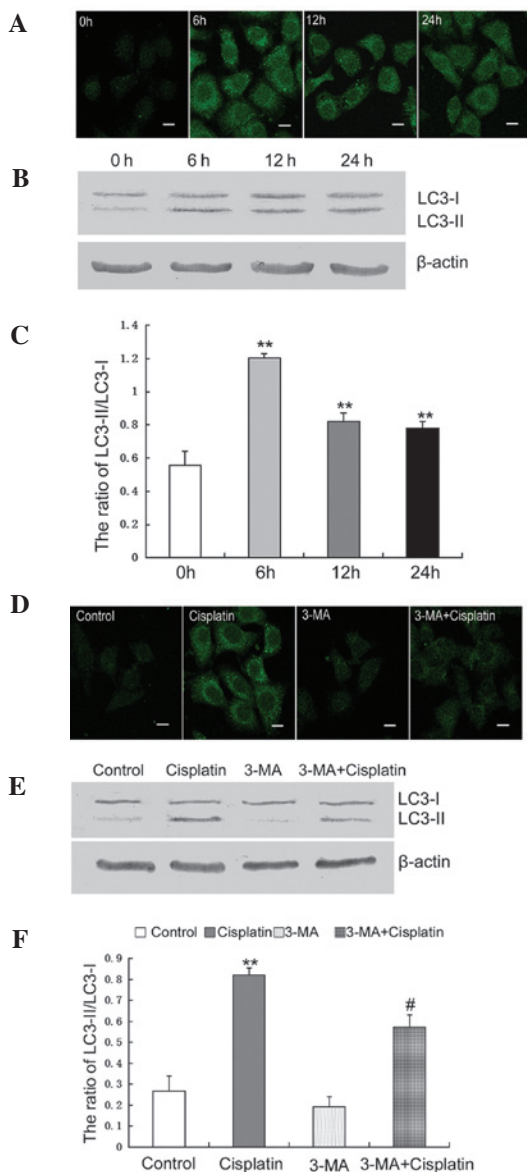 A
0h 6h 12h 24h
B
0 h 6 h 12 h 24 h
LC3-I
LC3-II
β-actin
C
The ratio of LC3-II/LC3-I
1.4
1.2
1
0.8
0.6
0.4
0.2
0
** ** **
0h 6h 12h 24h
D
Control Cisplatin 3-MA 3-MA+Cisplatin
E
Control Cisplatin 3-MA 3-MA+Cisplatin
LC3-I
LC3-II
β-actin
F
Control Cisplatin 3-MA 3-MA+Cisplatin
The ratio of LC3-II/LC3-I
0.9
0.8
0.7
0.6
0.5
0.4
0.3
0.2
0.1
0
** #
Control Cisplatin 3-MA 3-MA+Cisplatin